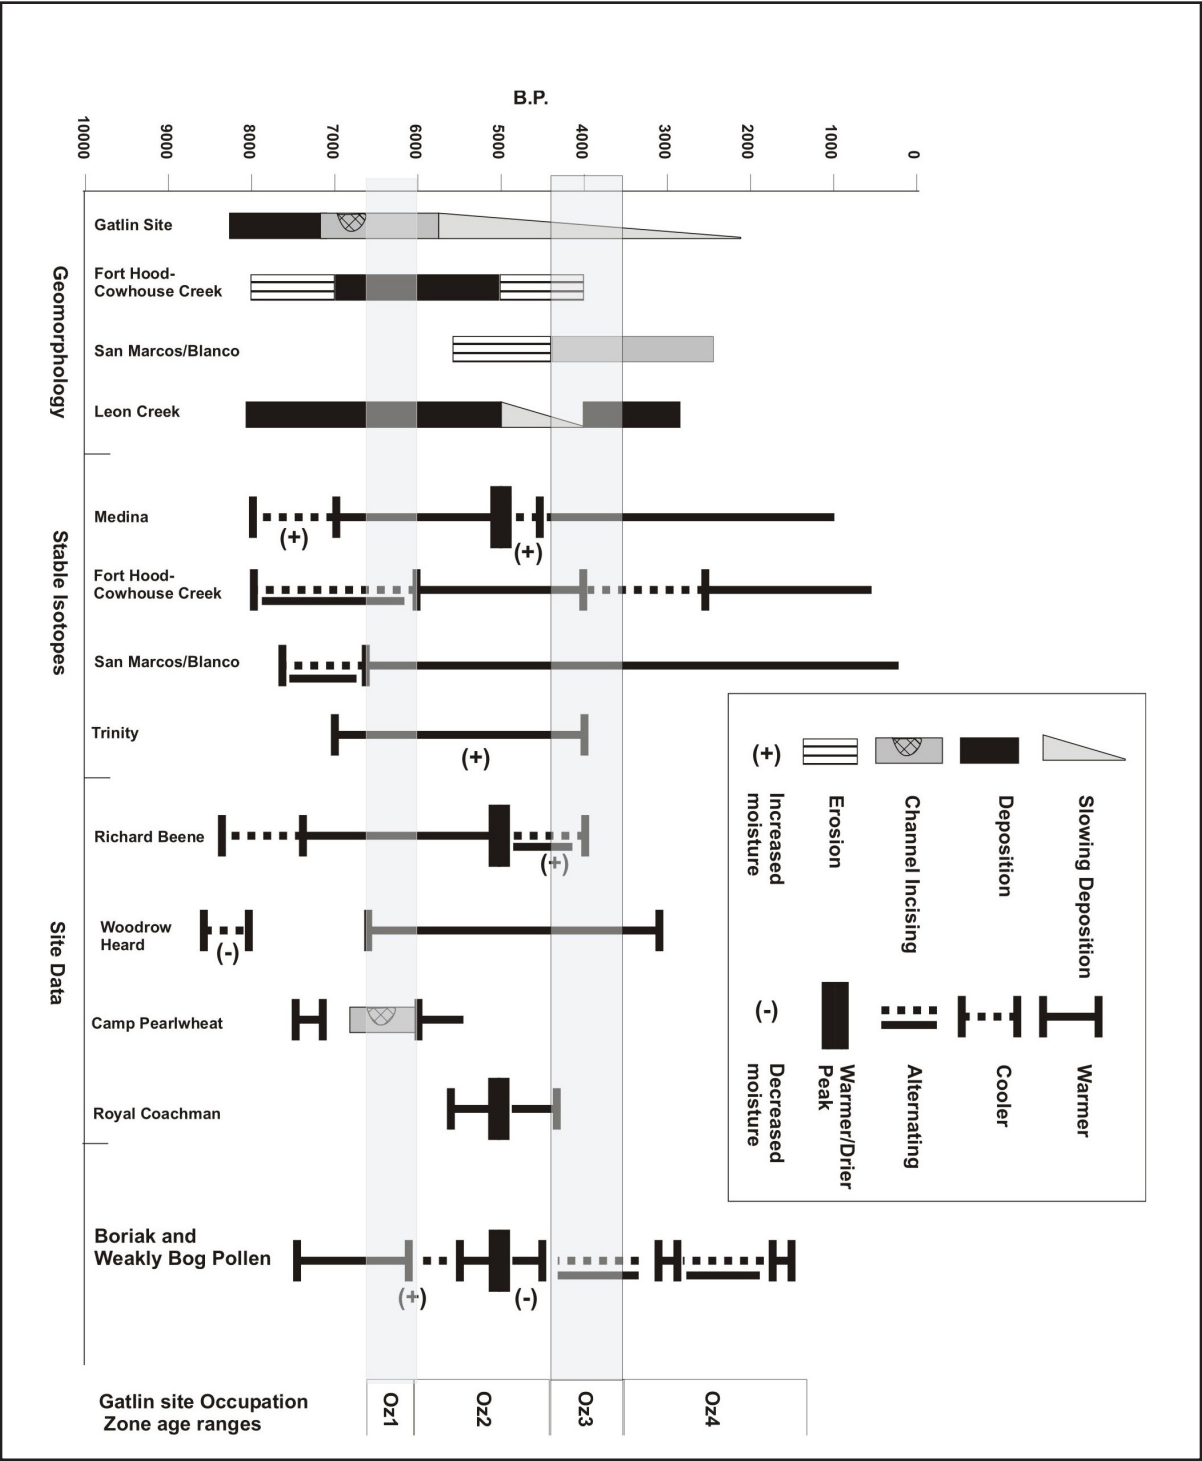 B.P.
10000
9000
8000
7000
6000
5000
4000
3000
2000
1000
0
Geomorphology
Gatlin Site
Fort Hood-
Cowhouse Creek
San Marcos/Blanco
Leon Creek
Stable Isotopes
Medina
(+)
(+)
Fort Hood-
Cowhouse Creek
San Marcos/Blanco
Trinity
(+)
Site Data
Richard Beene
(+)
Woodrow
Heard
(-)
Camp Pearlwheat
Royal Coachman
Boriak and
Weakly Bog Pollen
(+)
(-)
Slowing Deposition
Deposition
Channel Incising
Erosion
(+)
Increased
moisture
Warmer
Cooler
Alternating
Warmer/Drier
Peak
(-)
Decreased
moisture
Gatlin site Occupation
Zone age ranges
Oz1
Oz2
Oz3
Oz4